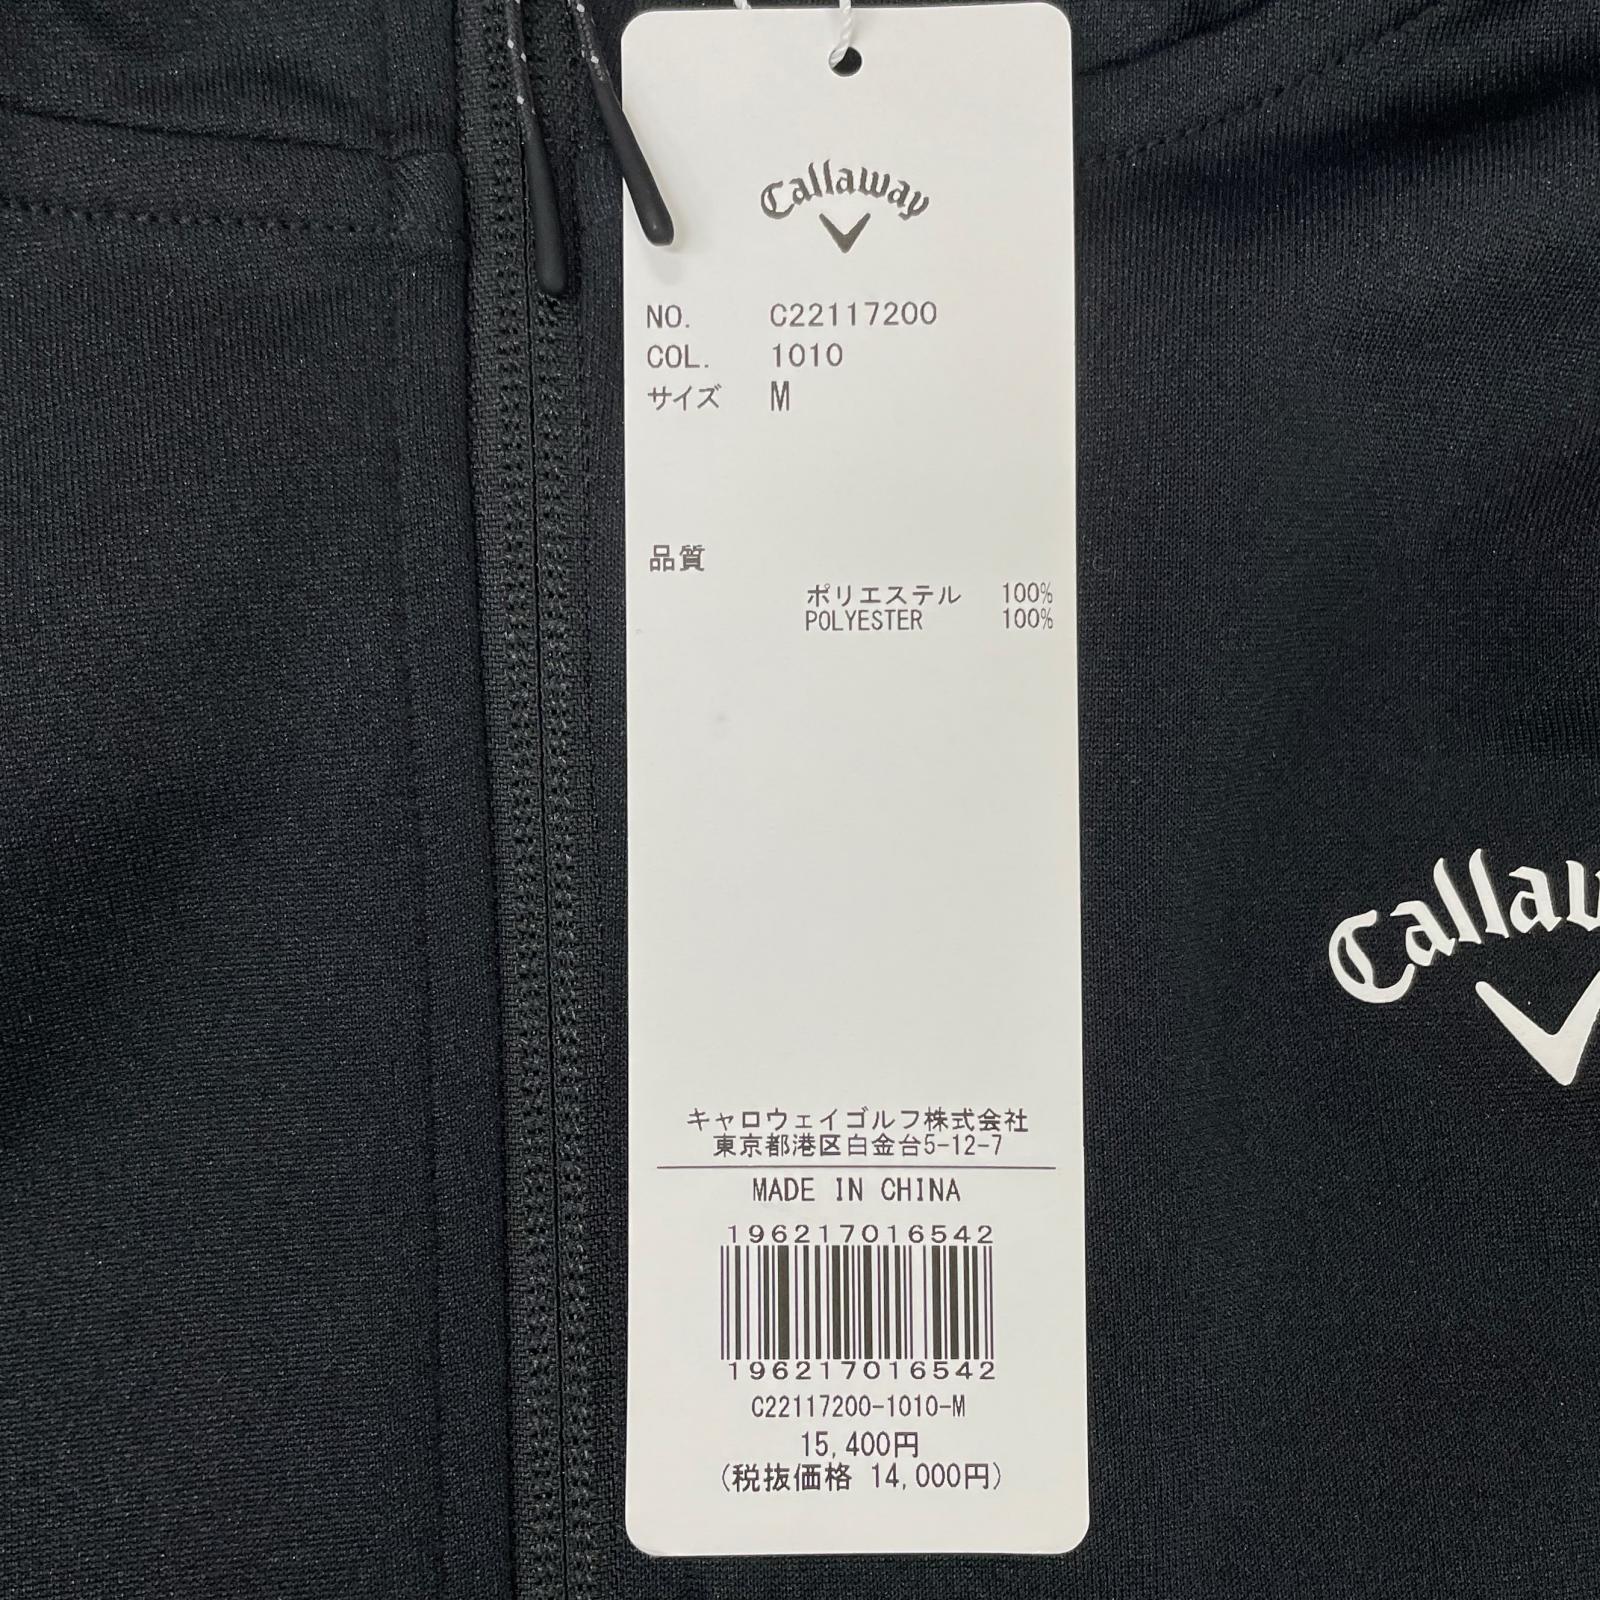 Callaway
NO. C22117200
COL. 1010
サイズ M
品質
ポリエステル 100%
POLYESTER 100%
Callaw
キャロウェイゴルフ株式会社
東京都港区白金台5-12-7
MADE IN CHINA
196217016542
196217016542
C22117200-1010-M
15,400円
(税抜価格 14,000円)